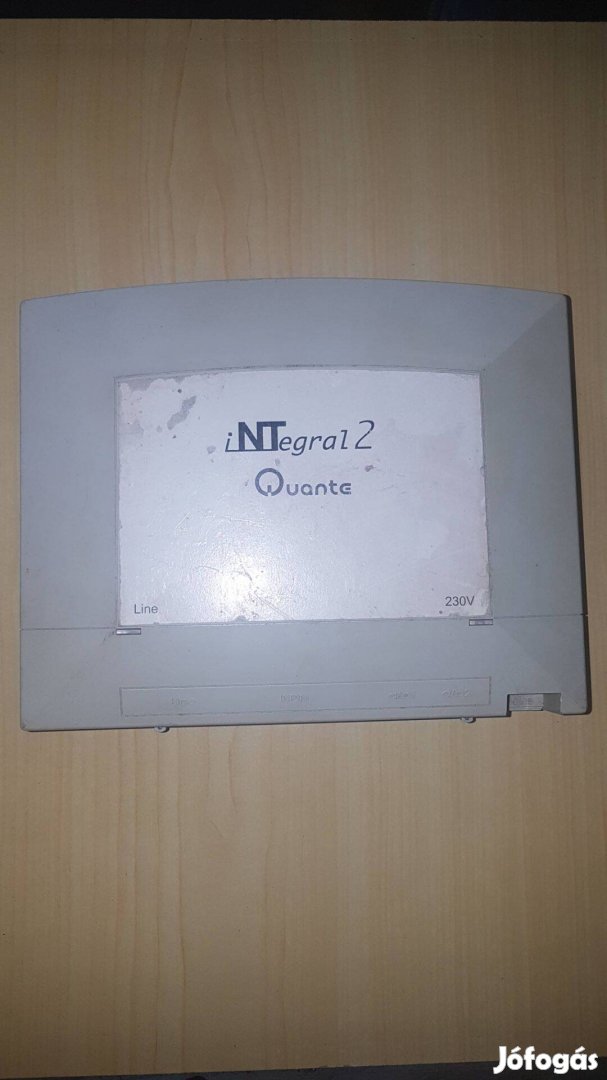 iNTegral 2
Quante
Line
230V
Jófogás